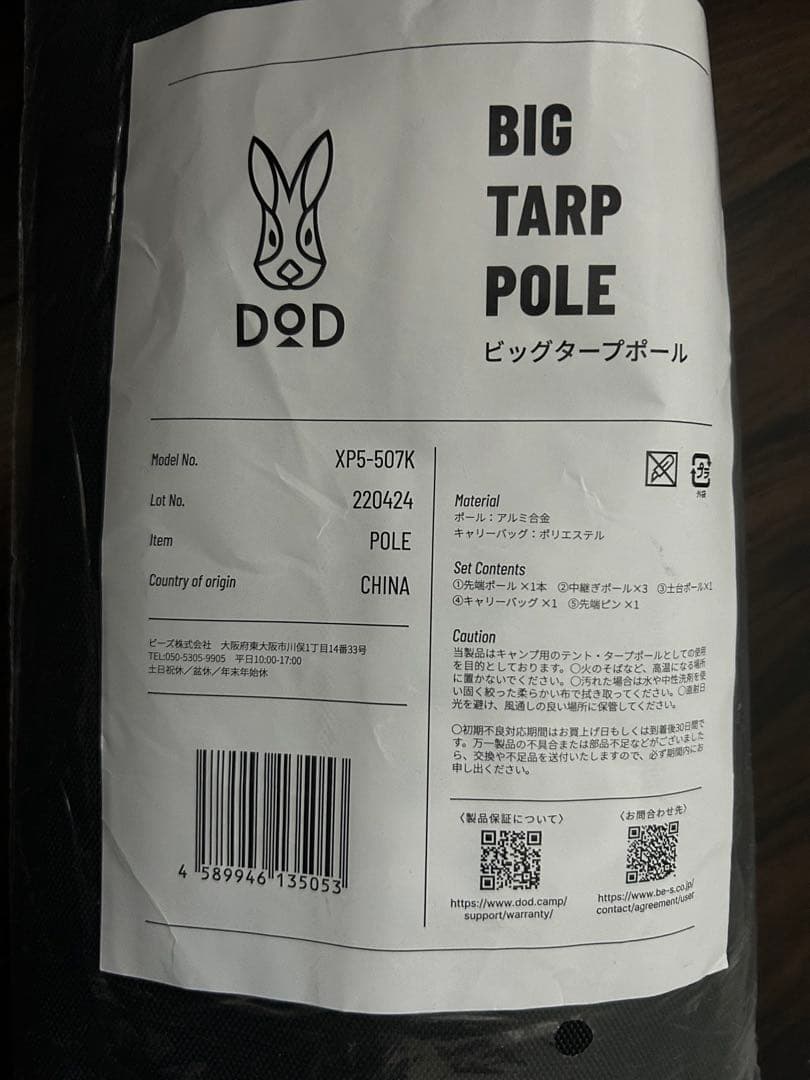 DOD
BIG
TARP
POLE
ビッグタープポール
Model No. XP5-507K
Lot No. 220424
Item POLE
Country of origin CHINA
ビーズ株式会社 大阪府東大阪市川俣1丁目14番33号
TEL:050-5305-9905 平日10:00-17:00
土日祝休／盆休／年末年始休
4 589946 135053
プラ
外袋
Material
ポール：アルミ合金
キャリーバッグ：ポリエステル
Set Contents
①先端ポール ×1本 ②中継ぎポール×3 ③土台ポール×1
④キャリーバッグ ×1 ⑤先端ピン ×1
Caution
当製品はキャンプ用のテント・タープポールとしての使用
を目的としております。○火のそばなど、高温になる場所
に置かないでください。○汚れた場合は水や中性洗剤を使
い固く絞った柔らかい布で拭き取ってください。○直射日
光を避け、風通しの良い場所に保管してください。
○初期不良対応期間はお買上げ日もしくは到着後30日間で
す。万一製品の不具合または部品不足などがございました
ら、交換や不足品を送付いたしますので、必ず期間内にお
申し出ください。
〈製品保証について〉
https://www.dod.camp/
support/warranty/
〈お問合わせ先〉
https://www.be-s.co.jp/
contact/agreement/user